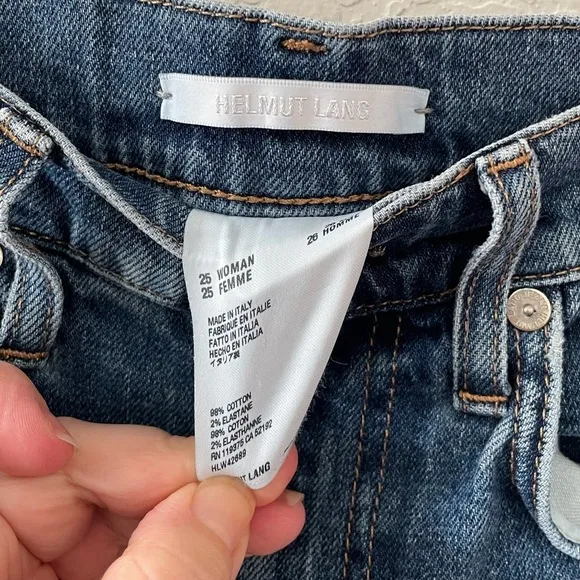 HELMUT LANG
26 HOMME
25 WOMAN
25 FEMME
MADE IN ITALY
FABRIQUE EN ITALIE
FATTO IN ITALIA
HECHO EN ITALIA
イタリア製
98% COTTON
2% ELASTANE
98% COTON
2% ELASTHANNE
RN 119375 CA 52192
HLW42689
LANG